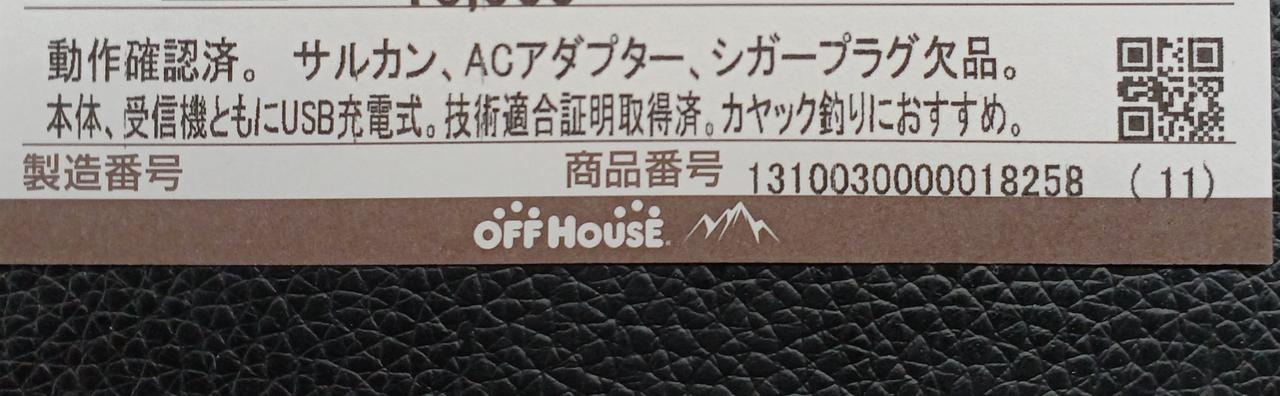 動作確認済。 サルカン、ACアダプター、シガープラグ欠品。
本体、受信機ともにUSB充電式。技術適合証明取得済。カヤック釣りにおすすめ。
製造番号 商品番号 1310030000018258 (11)
OFF HOUSE